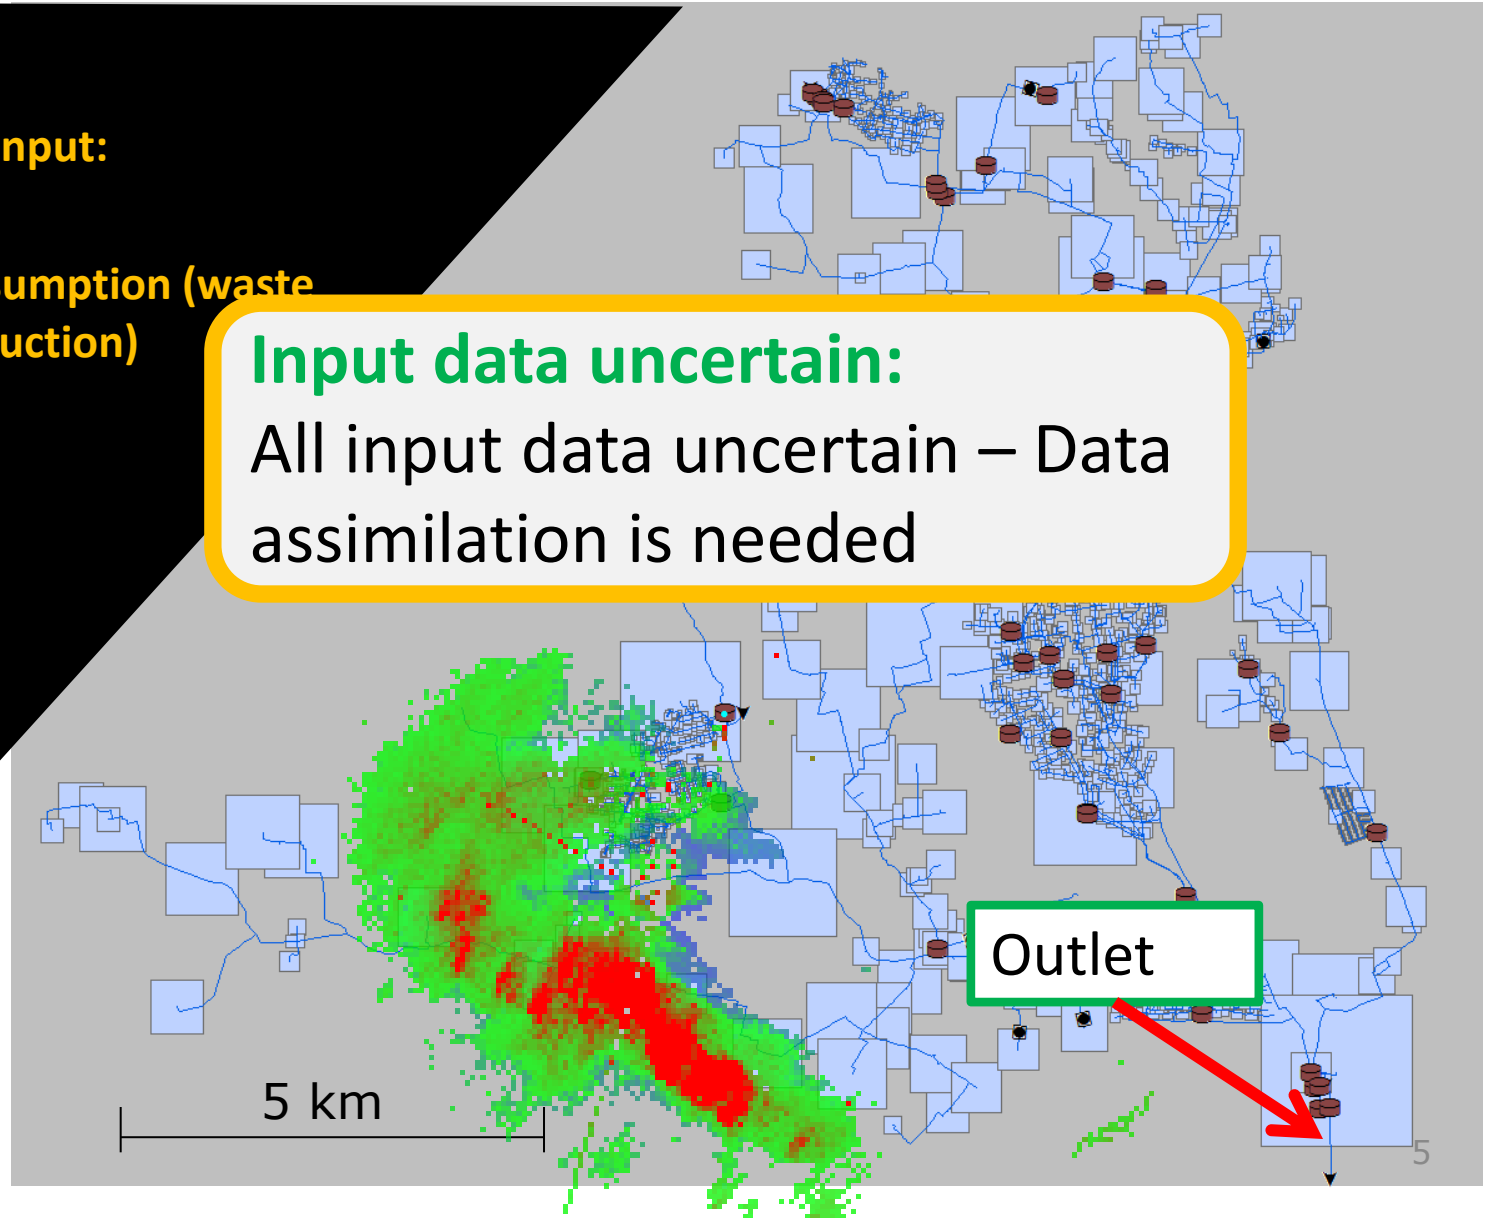 nput:
umption (waste
uction)
Input data uncertain:
All input data uncertain – Data
assimilation is needed
Outlet
5 km
5